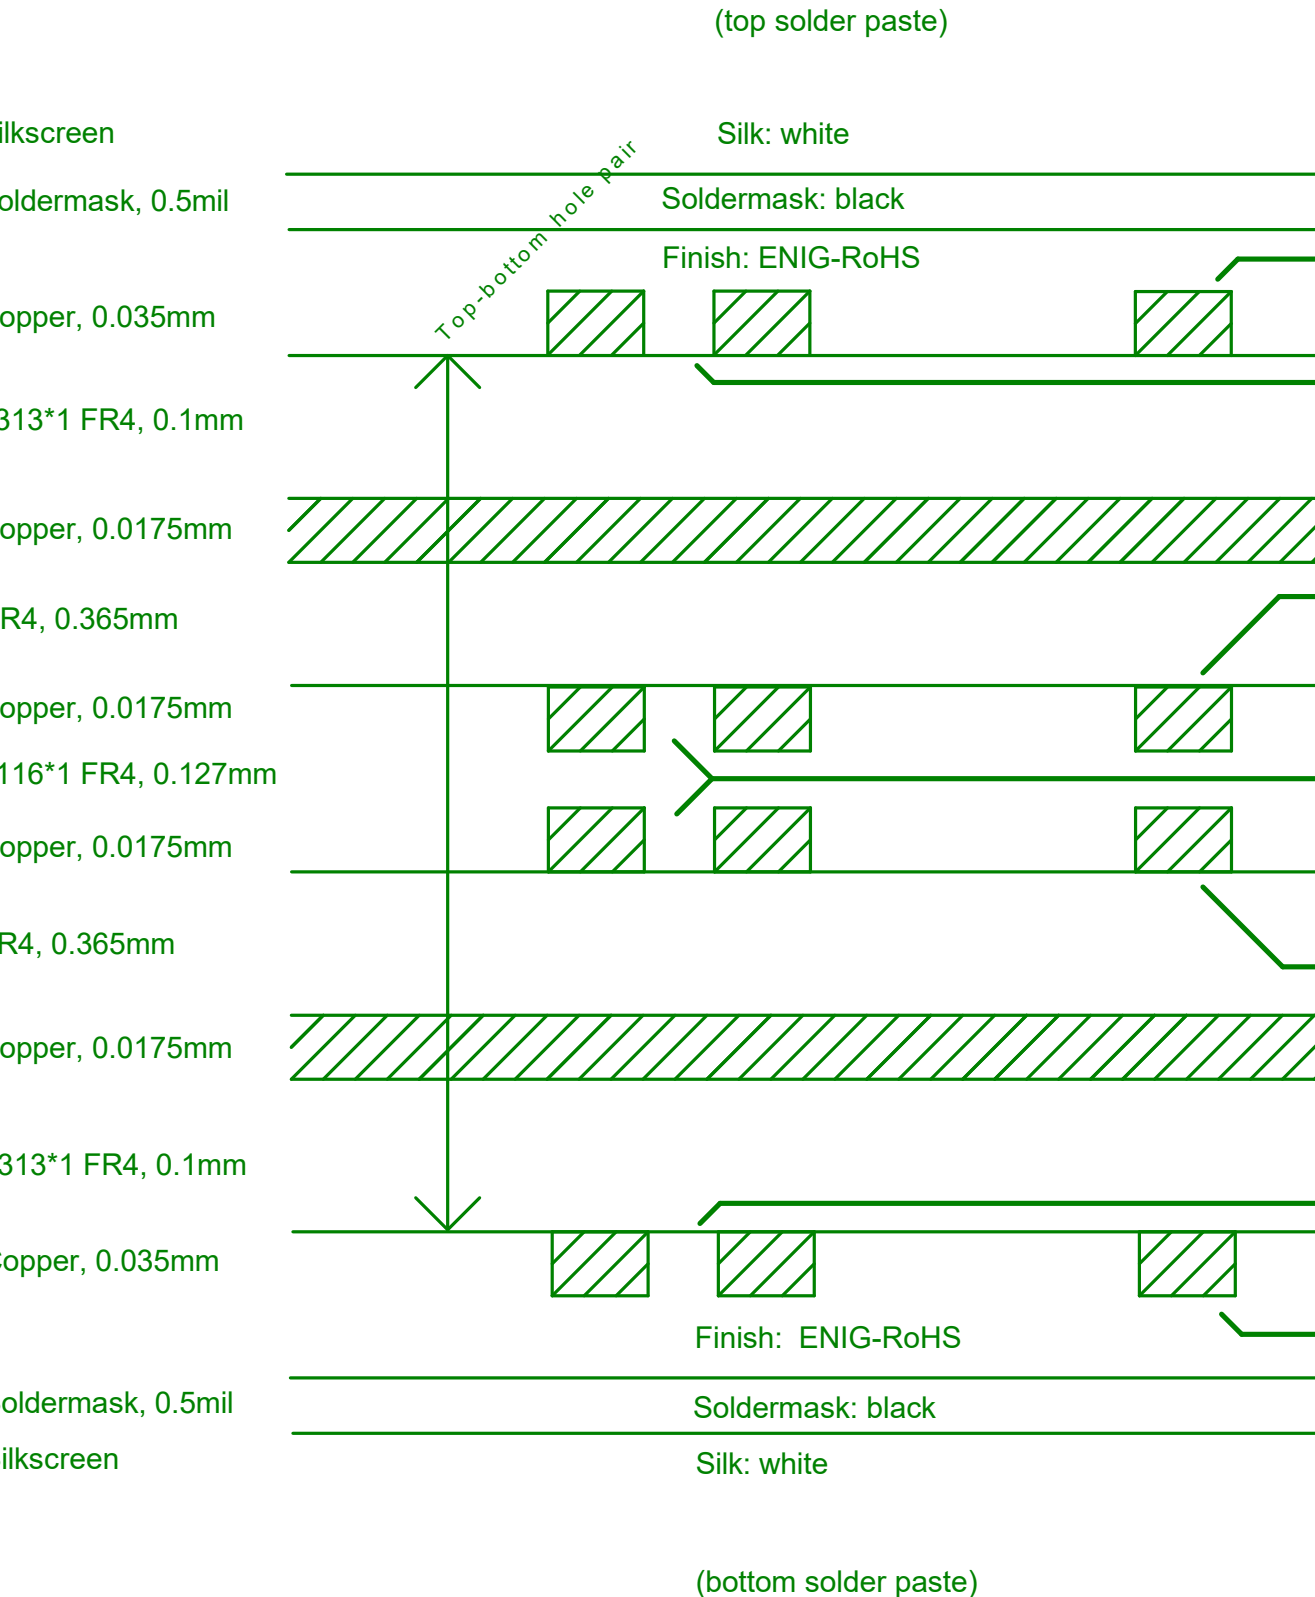 (top solder paste)
ilkscreen
Silk: white
Top-bottom hole pair
oldermask, 0.5mil
Soldermask: black
Finish: ENIG-RoHS
opper, 0.035mm
313*1 FR4, 0.1mm
opper, 0.0175mm
R4, 0.365mm
opper, 0.0175mm
116*1 FR4, 0.127mm
opper, 0.0175mm
R4, 0.365mm
opper, 0.0175mm
313*1 FR4, 0.1mm
Copper, 0.035mm
Finish: ENIG-RoHS
oldermask, 0.5mil
Soldermask: black
ilkscreen
Silk: white
(bottom solder paste)